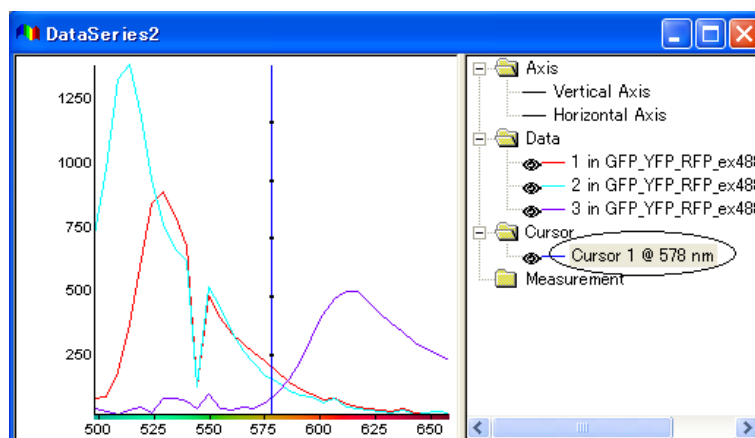 DataSeries2
1250
1000
750
500
250
500 525 550 575 600 625 650
Axis
Vertical Axis
Horizontal Axis
Data
1 in GFP_YFP_RFP_ex488
2 in GFP_YFP_RFP_ex488
3 in GFP_YFP_RFP_ex488
Cursor
Cursor 1 @ 578 nm
Measurement